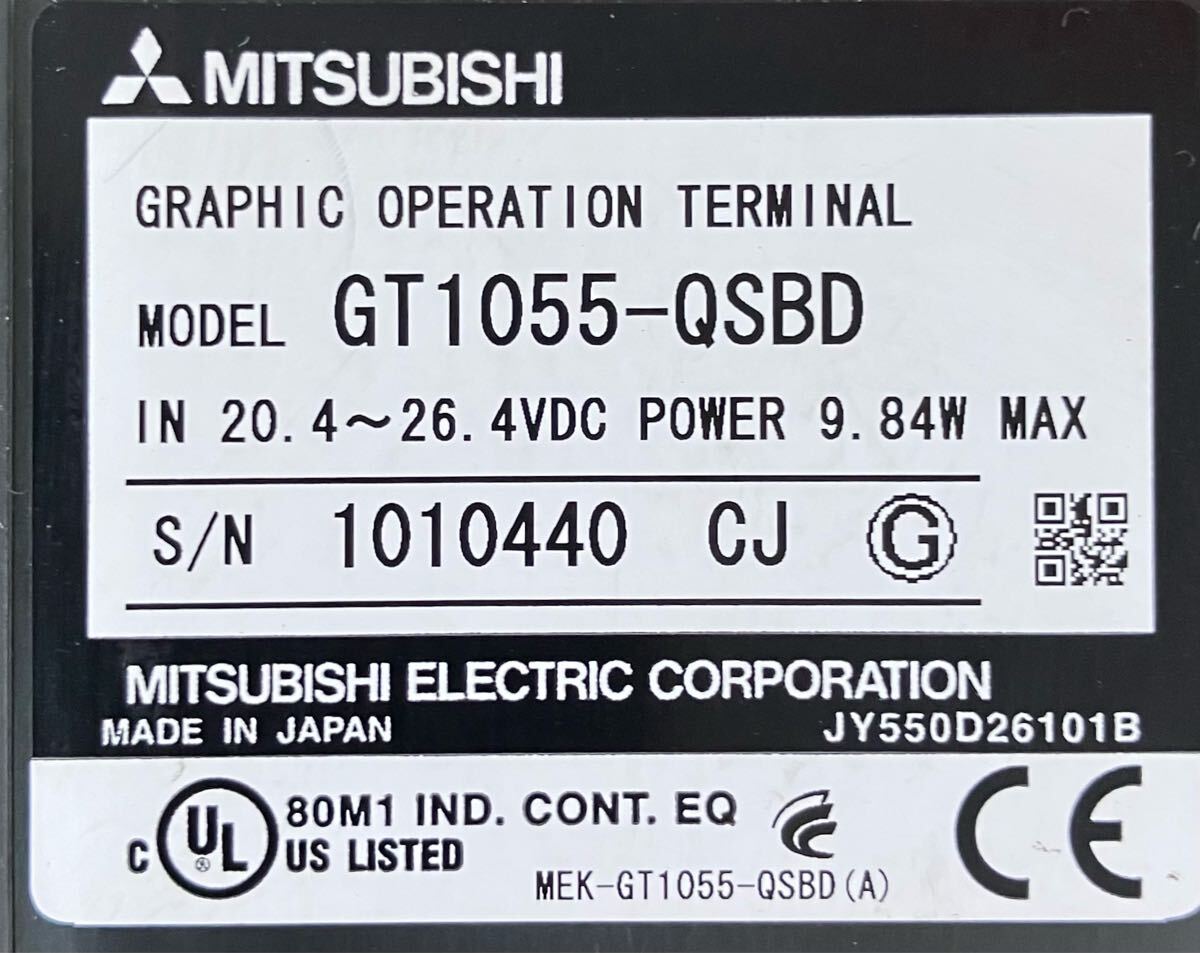 MITSUBISHI
GRAPHIC OPERATION TERMINAL
MODEL GT1055-QSBD
IN 20.4～26.4VDC POWER 9.84W MAX
S/N 1010440 CJ G
MITSUBISHI ELECTRIC CORPORATION
MADE IN JAPAN JY550D26101B
C UL ® US LISTED 80M1 IND. CONT. EQ CE
MEK-GT1055-QSBD(A)